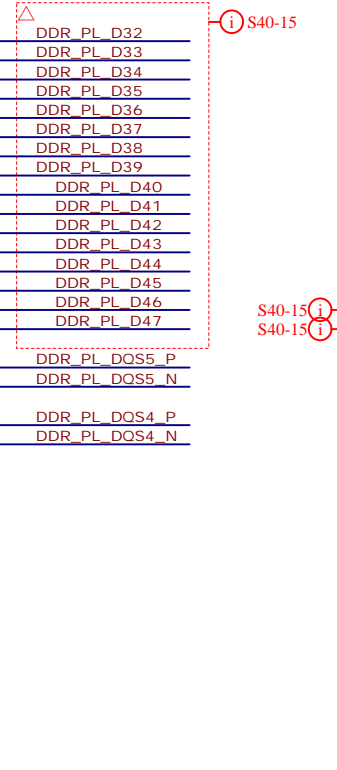 i S40-15
DDR_PL_D32
DDR_PL_D33
DDR_PL_D34
DDR_PL_D35
DDR_PL_D36
DDR_PL_D37
DDR_PL_D38
DDR_PL_D39
DDR_PL_D40
DDR_PL_D41
DDR_PL_D42
DDR_PL_D43
DDR_PL_D44
DDR_PL_D45
DDR_PL_D46
S40-15 i
DDR_PL_D47
S40-15 i
DDR_PL_DQS5_P
DDR_PL_DQS5_N
DDR_PL_DQS4_P
DDR_PL_DQS4_N